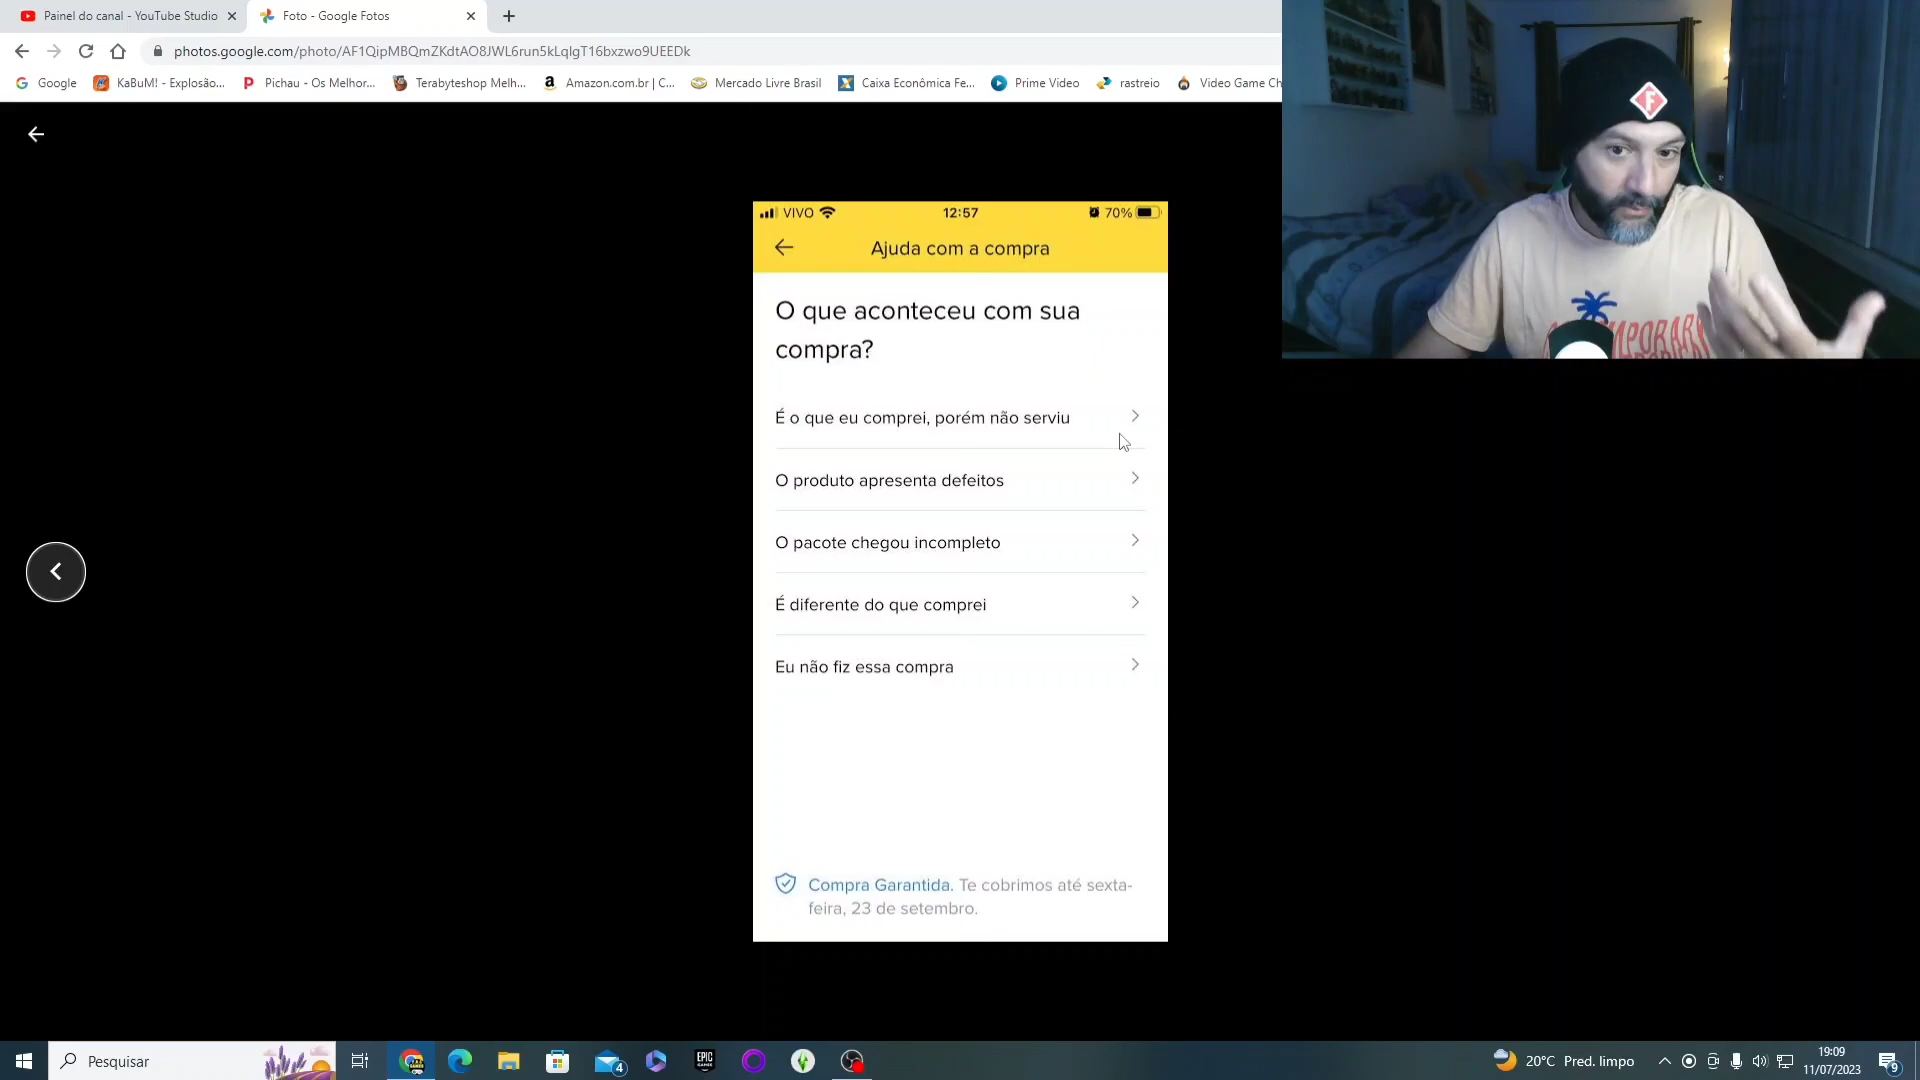 Painel do canal - YouTube Studio
Foto - Google Fotos
photos.google.com/photo/AF1QipMBQmZKdtAO8JWL6run5kLqlgT16bxzwo9UEEDk
Google
KaBuM! - Explosão...
Pichau - Os Melhor...
Terabyteshop Melh...
Amazon.com.br | C...
Mercado Livre Brasil
Caixa Econômica Fe...
Prime Video
rastreio
Video Game Ch
VIVO
12:57
70%
Ajuda com a compra
O que aconteceu com sua
compra?
É o que eu comprei, porém não serviu
O produto apresenta defeitos
O pacote chegou incompleto
É diferente do que comprei
Eu não fiz essa compra
Compra Garantida. Te cobrimos até sexta-
feira, 23 de setembro.
Pesquisar
4
EPIC
GAMES
20°C Pred. limpo
19:09
11/07/2023
9